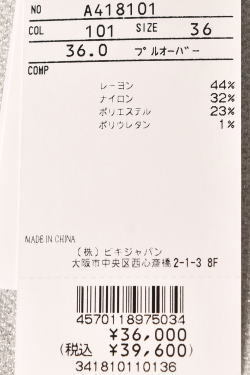 NO A418101
COL 101 SIZE 36
36.0 プルオーバー
COMP
レーヨン 44%
ナイロン 32%
ポリエステル 23%
ポリウレタン 1%
MADE IN CHINA
(株)ビキジャパン
大阪市中央区西心斎橋2-1-3 8F
4570118975034
¥36,000
(税込 ¥39,600)
341810110136